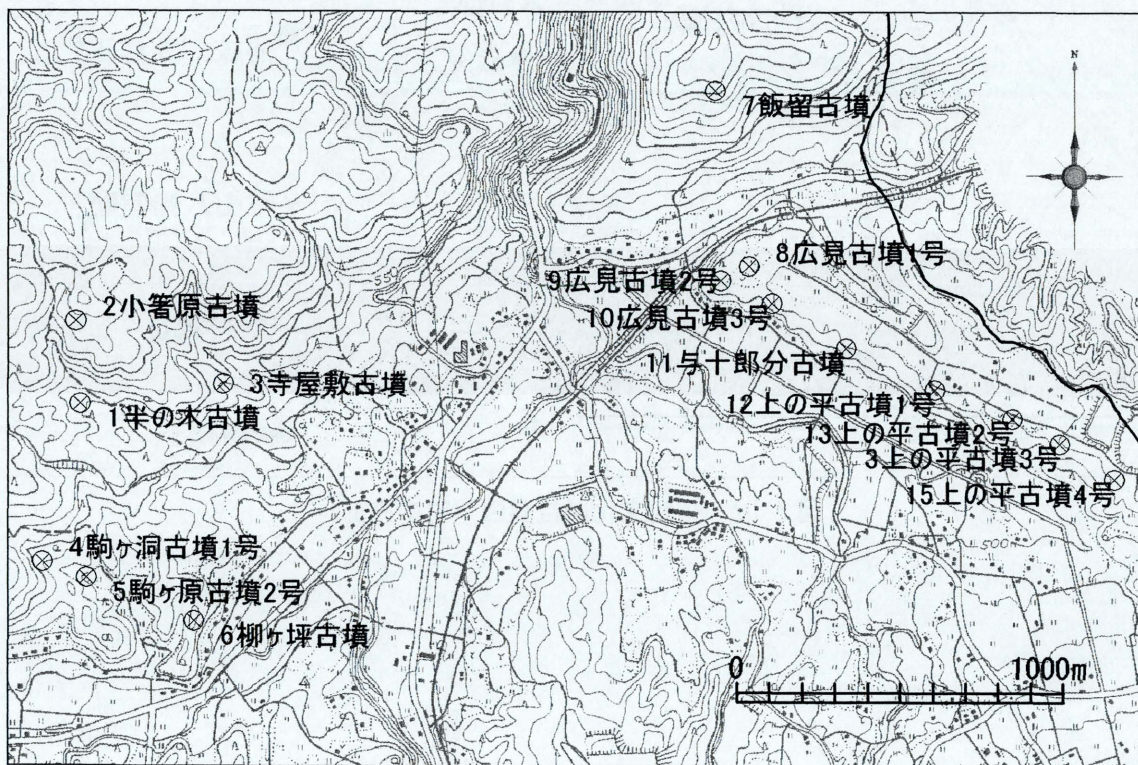 N
7飯留古墳
8広見古墳1号
9広見古墳2号
10広見古墳3号
2小箸原古墳
11与十郎分古墳
3寺屋敷古墳
12上の平古墳1号
1半の木古墳
13上の平古墳2号
3上の平古墳3号
15上の平古墳4号
4駒ヶ洞古墳1号
5駒ヶ原古墳2号
6柳ヶ坪古墳
0
1000m